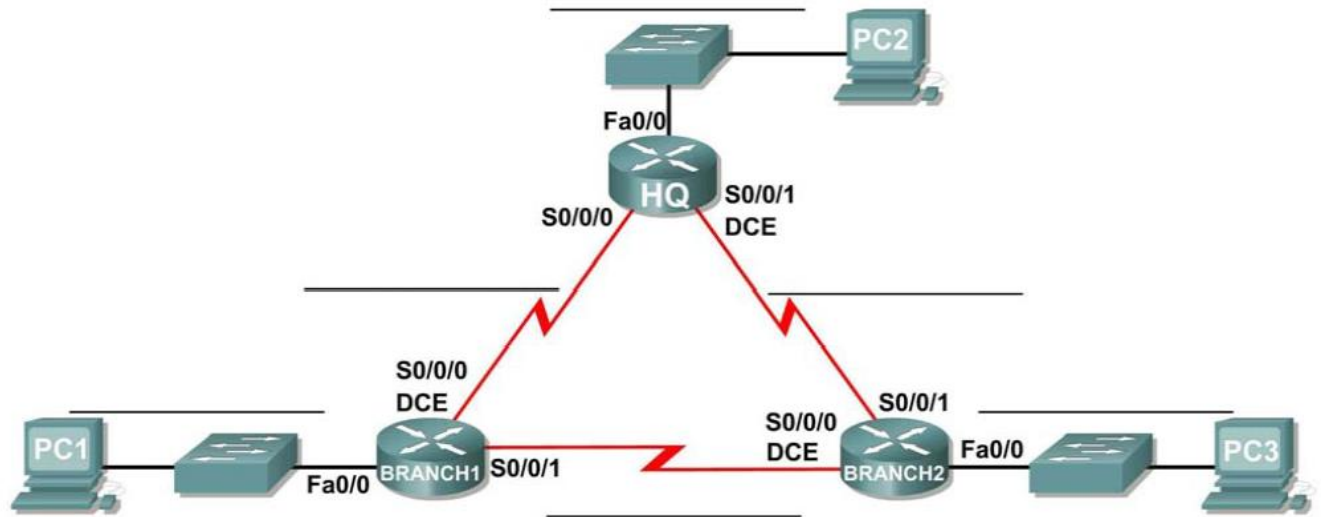 PC2
Fa0/0
HQ
S0/0/1
S0/0/0
DCE
S0/0/0
DCE
S0/0/0
S0/0/1
DCE
PC1
Fa0/0
BRANCH1
S0/0/1
BRANCH2
Fa0/0
PC3